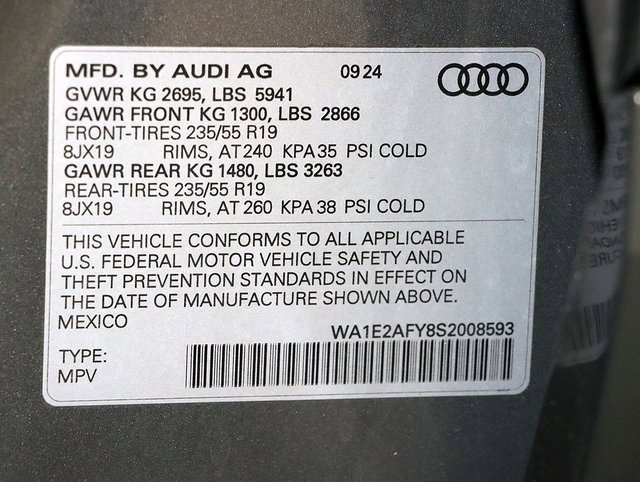 MFD. BY AUDI AG 09 24
GVWR KG 2695, LBS 5941
GAWR FRONT KG 1300, LBS 2866
FRONT-TIRES 235/55 R19
8JX19 RIMS, AT 240 KPA 35 PSI COLD
GAWR REAR KG 1480, LBS 3263
REAR-TIRES 235/55 R19
8JX19 RIMS, AT 260 KPA 38 PSI COLD
THIS VEHICLE CONFORMS TO ALL APPLICABLE
U.S. FEDERAL MOTOR VEHICLE SAFETY AND
THEFT PREVENTION STANDARDS IN EFFECT ON
THE DATE OF MANUFACTURE SHOWN ABOVE.
MEXICO
WA1E2AFY8S2008593
TYPE:
MPV